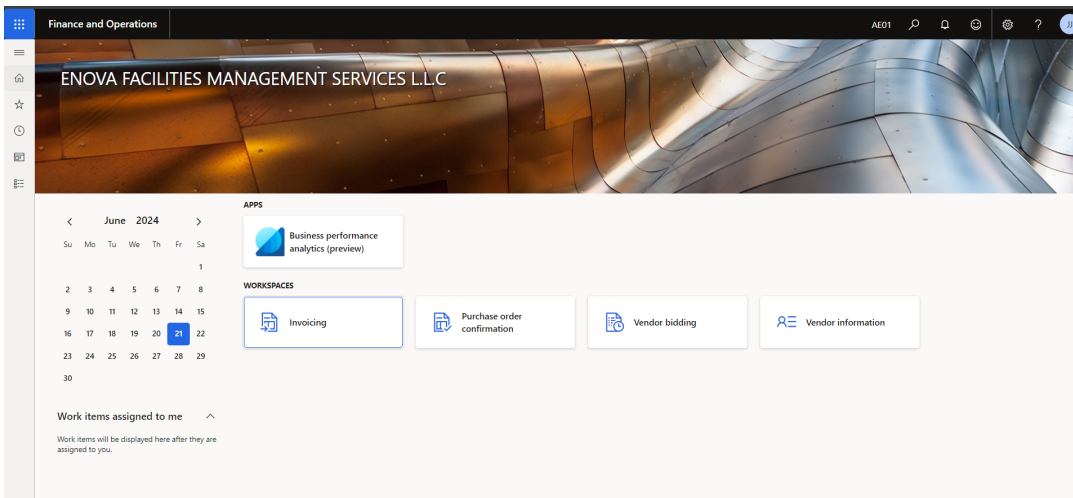 Finance and Operations
AE01
?
JJ
ENOVA FACILITIES MANAGEMENT SERVICES L.L.C
June 2024
Su Mo Tu We Th Fr Sa
1
2 3 4 5 6 7 8
9 10 11 12 13 14 15
16 17 18 19 20 21 22
23 24 25 26 27 28 29
30
Work items assigned to me
Work items will be displayed here after they are
assigned to you.
APPS
Business performance
analytics (preview)
WORKSPACES
Invoicing
Purchase order
confirmation
Vendor bidding
Vendor information